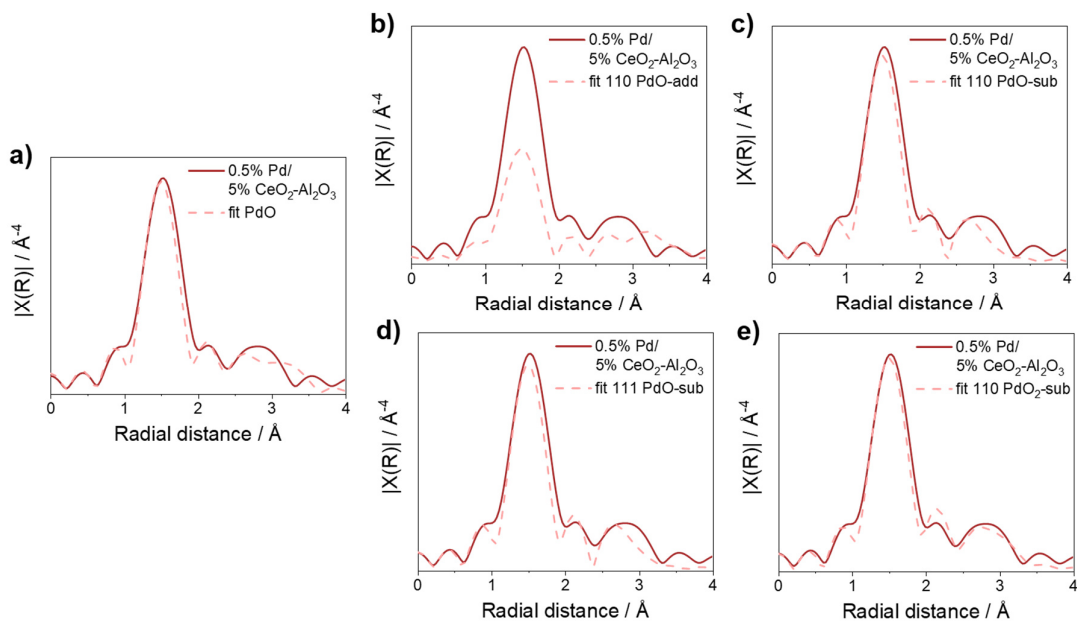 a)
0.5% Pd/
5% CeO2-Al2O3
fit PdO
|X(R)| / Å-4
0 1 2 3 4
Radial distance / Å
b)
0.5% Pd/
5% CeO2-Al2O3
fit 110 PdO-add
|X(R)| / Å-4
0 1 2 3 4
Radial distance / Å
c)
0.5% Pd/
5% CeO2-Al2O3
fit 110 PdO-sub
|X(R)| / Å-4
0 1 2 3 4
Radial distance / Å
d)
0.5% Pd/
5% CeO2-Al2O3
fit 111 PdO-sub
|X(R)| / Å-4
0 1 2 3 4
Radial distance / Å
e)
0.5% Pd/
5% CeO2-Al2O3
fit 110 PdO2-sub
|X(R)| / Å-4
0 1 2 3 4
Radial distance / Å